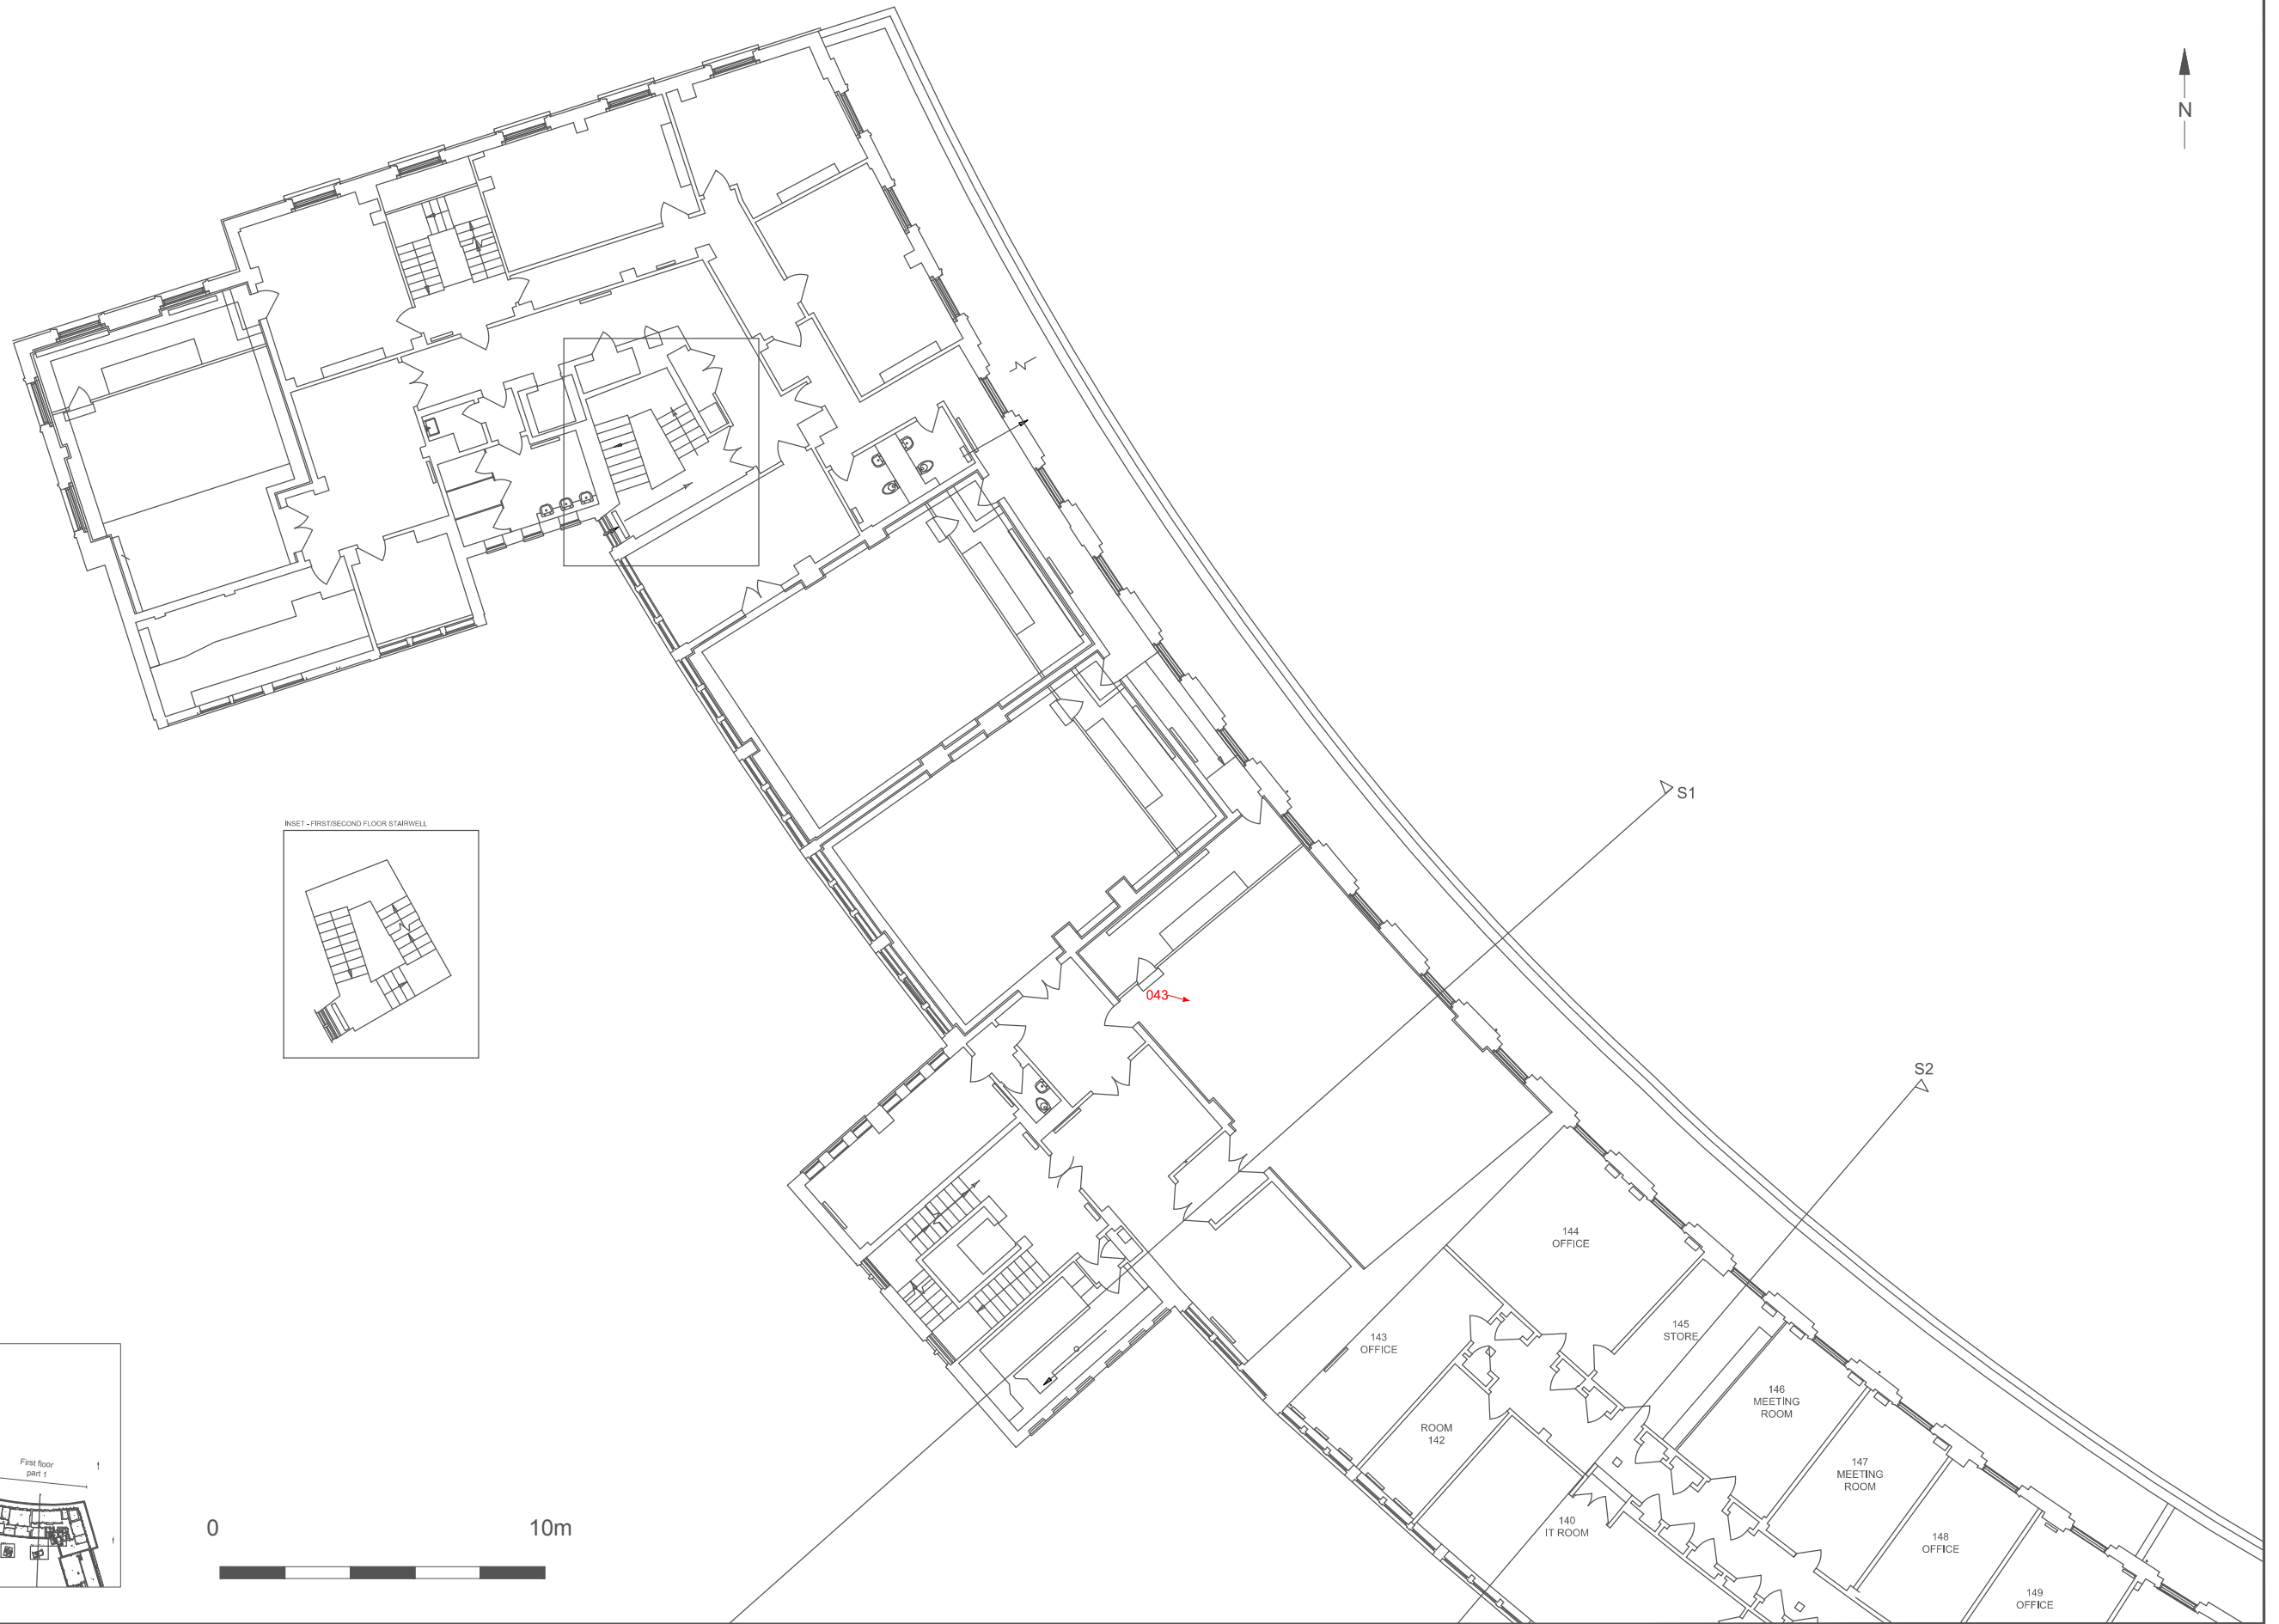 N
S1
INSET - FIRST/SECOND FLOOR STAIRWELL
043
S2
144
OFFICE
145
STORE
143
OFFICE
146
MEETING
ROOM
ROOM
142
147
MEETING
ROOM
First floor
part 1
0
10m
140
IT ROOM
148
OFFICE
149
OFFICE